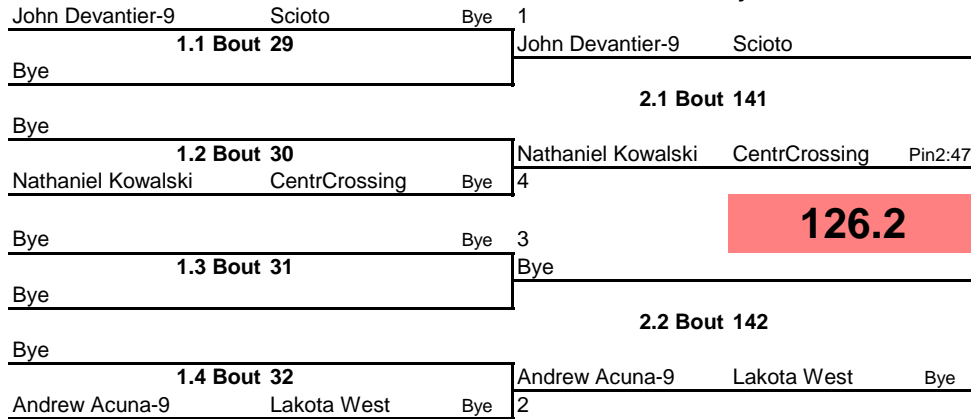 John Devantier-9 Scioto Bye 1
1.1 Bout 29 John Devantier-9 Scioto
Bye
2.1 Bout 141
Bye
1.2 Bout 30 Nathaniel Kowalski CentrCrossing Pin2:47
Nathaniel Kowalski CentrCrossing Bye 4
126.2
Bye Bye 3
1.3 Bout 31 Bye
Bye
2.2 Bout 142
Bye
1.4 Bout 32 Andrew Acuna-9 Lakota West Bye
Andrew Acuna-9 Lakota West Bye 2